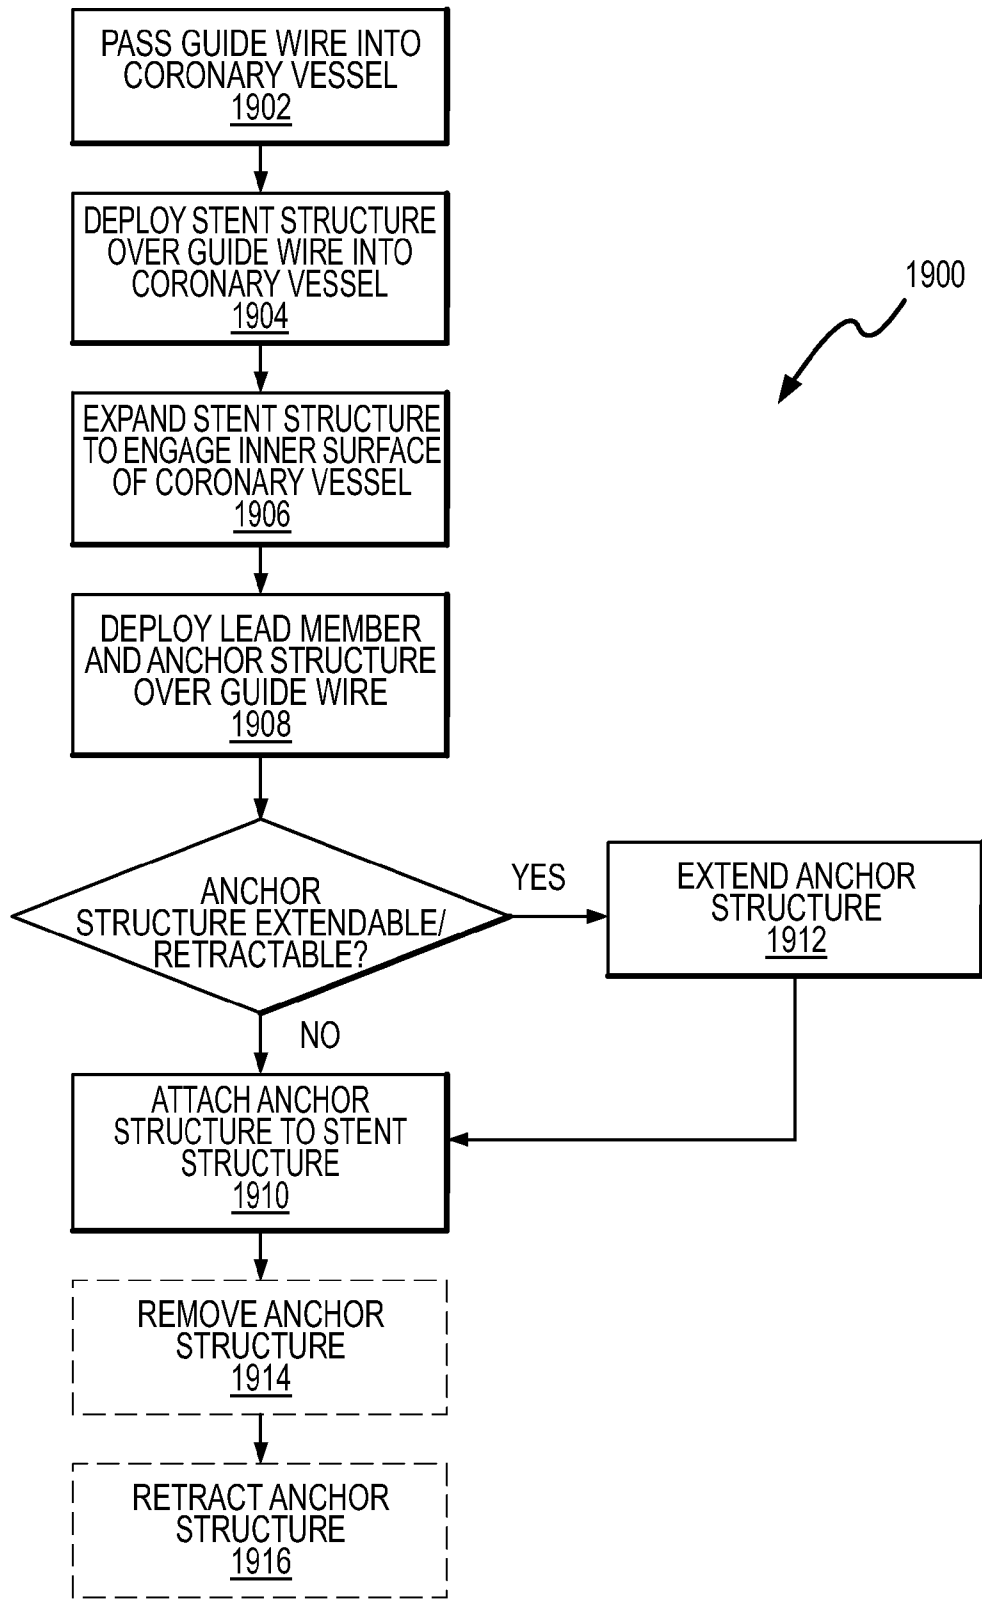 PASS GUIDE WIRE INTO
CORONARY VESSEL
1902
DEPLOY STENT STRUCTURE
OVER GUIDE WIRE INTO
CORONARY VESSEL
1904
1900
EXPAND STENT STRUCTURE
TO ENGAGE INNER SURFACE
OF CORONARY VESSEL
1906
DEPLOY LEAD MEMBER
AND ANCHOR STRUCTURE
OVER GUIDE WIRE
1908
ANCHOR
STRUCTURE EXTENDABLE/
RETRACTABLE?
YES
EXTEND ANCHOR
STRUCTURE
1912
NO
ATTACH ANCHOR
STRUCTURE TO STENT
STRUCTURE
1910
REMOVE ANCHOR
STRUCTURE
1914
RETRACT ANCHOR
STRUCTURE
1916